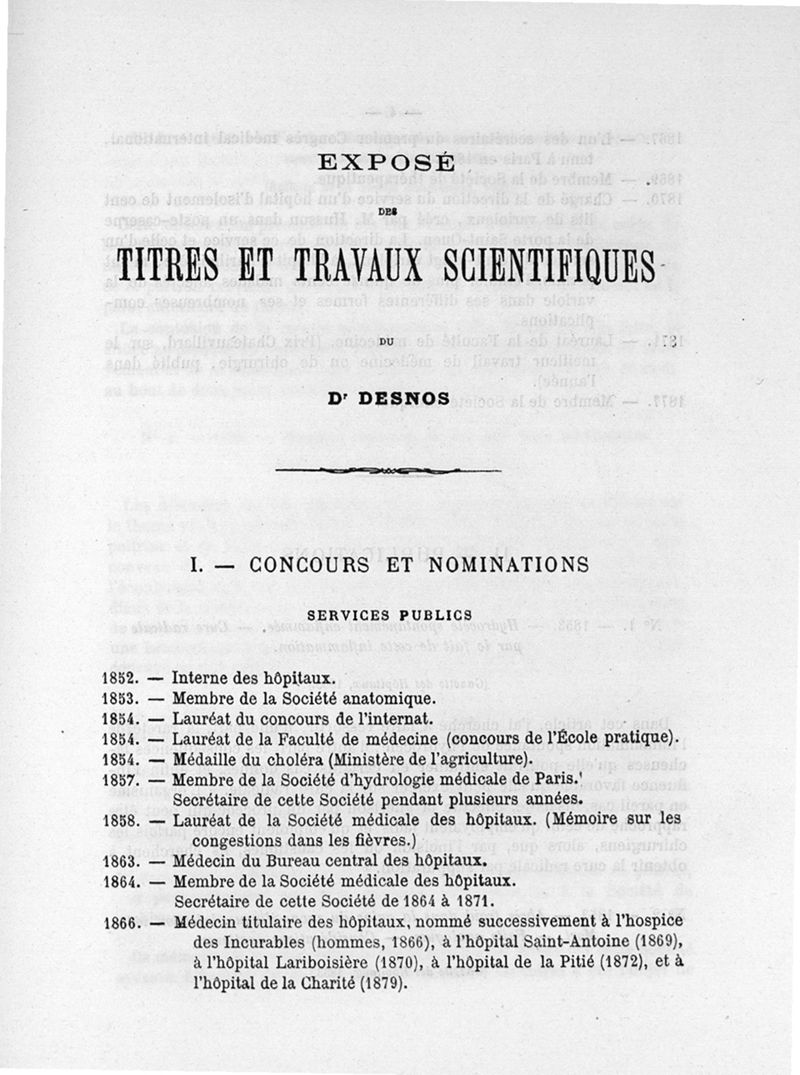 EXPOSÉ
DES
TITRES ET TRAVAUX SCIENTIFIQUES
DU
Dr DESNOS
I. — CONCOURS ET NOMINATIONS
SERVICES PUBLICS
1852. — Interne des hôpitaux.
1853. — Membre de la Société anatomique.
1854. — Lauréat du concours de l'internat.
1854. — Lauréat de la Faculté de médecine (concours de l'École pratique).
1854. — Médaille du choléra (Ministère de l'agriculture).
1857. — Membre de la Société d'hydrologie médicale de Paris.
Secrétaire de cette Société pendant plusieurs années.
1858. — Lauréat de la Société médicale des hôpitaux. (Mémoire sur les
congestions dans les fièvres.)
1863. — Médecin du Bureau central des hôpitaux.
1864. — Membre de la Société médicale des hôpitaux.
Secrétaire de cette Société de 1864 à 1871.
1866. — Médecin titulaire des hôpitaux, nommé successivement à l'hospice
des Incurables (hommes, 1866), à l'hôpital Saint-Antoine (1869),
à l'hôpital Lariboisière (1870), à l'hôpital de la Pitié (1872), et à
l'hôpital de la Charité (1879).